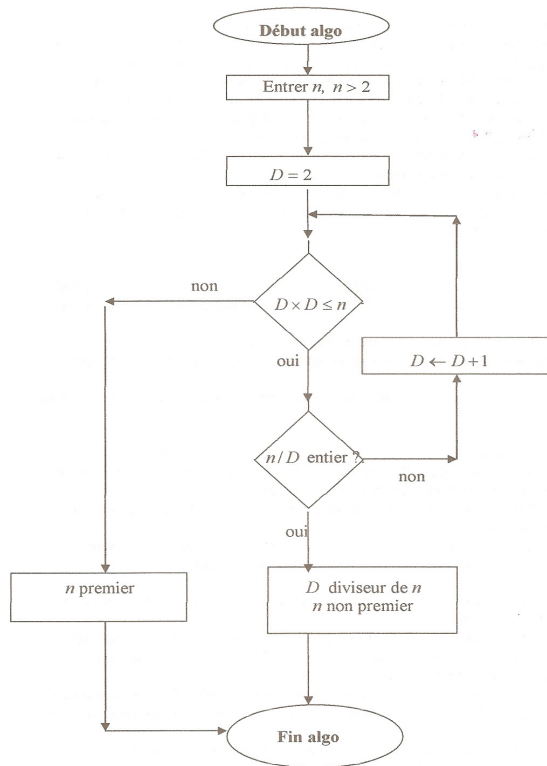 Début algo
Entrer n, n > 2
D = 2
non
D × D ≤ n
oui
D ← D + 1
n / D entier ?
non
oui
n premier
D diviseur de n
n non premier
Fin algo